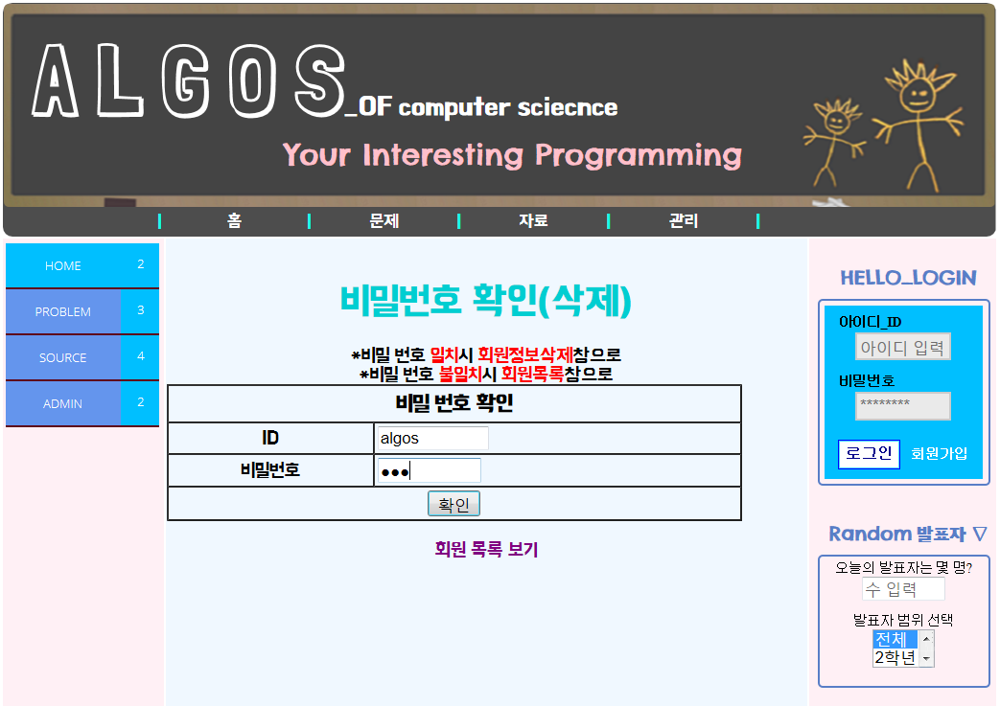 ALGOS_OF computer sciecnce
Your Interesting Programming
| 홈 | 문제 | 자료 | 관리 |
HOME 2
PROBLEM 3
SOURCE 4
ADMIN 2
비밀번호 확인(삭제)
*비밀 번호 일치시 회원정보삭제참으로
*비밀 번호 불일치시 회원목록참으로
비밀 번호 확인
ID algos
비밀번호 ●●●
확인
회원 목록 보기
HELLO_LOGIN
아이디_ID
아이디 입력
비밀번호
********
로그인 회원가입
Random 발표자 ▽
오늘의 발표자는 몇 명?
수 입력
발표자 범위 선택
전체
2학년